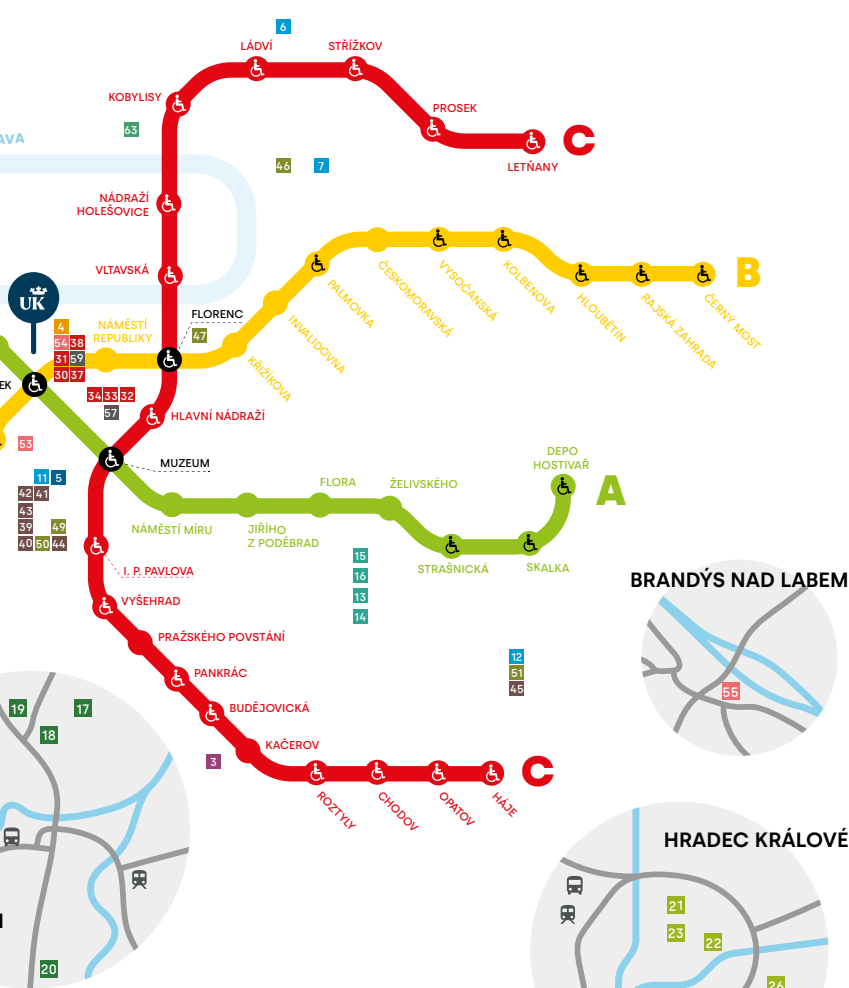 6
LÁDVÍ
STŘÍŽKOV
KOBYLISY
PROSEK
63
C
AVA
46
7
LETŇANY
NÁDRAŽÍ
HOLEŠOVICE
VLTAVSKÁ
B
UK
ČESKOMORAVSKÁ
VYSOČANSKÁ
KOLBENOVA
PALMOVKA
HLOUBĚTÍN
RAJSKÁ ZAHRADA
ČERNÝ MOST
FLORENC
INVALIDOVNA
4
NÁMĚSTÍ
REPUBLIKY
47
54 38
31 59
30 37
KŘIŽÍKOVA
EK
34 33 32
57
HLAVNÍ NÁDRAŽÍ
53
MUZEUM
DEPO
HOSTIVAŘ
11 5
42 41
43
39 49
40 50 44
FLORA
ŽELIVSKÉHO
A
NÁMĚSTÍ MÍRU
JIŘÍHO
Z PODĚBRAD
15
16
13
14
STRAŠNICKÁ
SKALKA
I. P. PAVLOVA
BRANDÝS NAD LABEM
VYŠEHRAD
PRAŽSKÉHO POVSTÁNÍ
12
51
45
PANKRÁC
55
BUDĚJOVICKÁ
19
17
18
KAČEROV
3
C
ROZTYLY
CHODOV
OPATOV
HÁJE
HRADEC KRÁLOVÉ
21
23
22
20
26